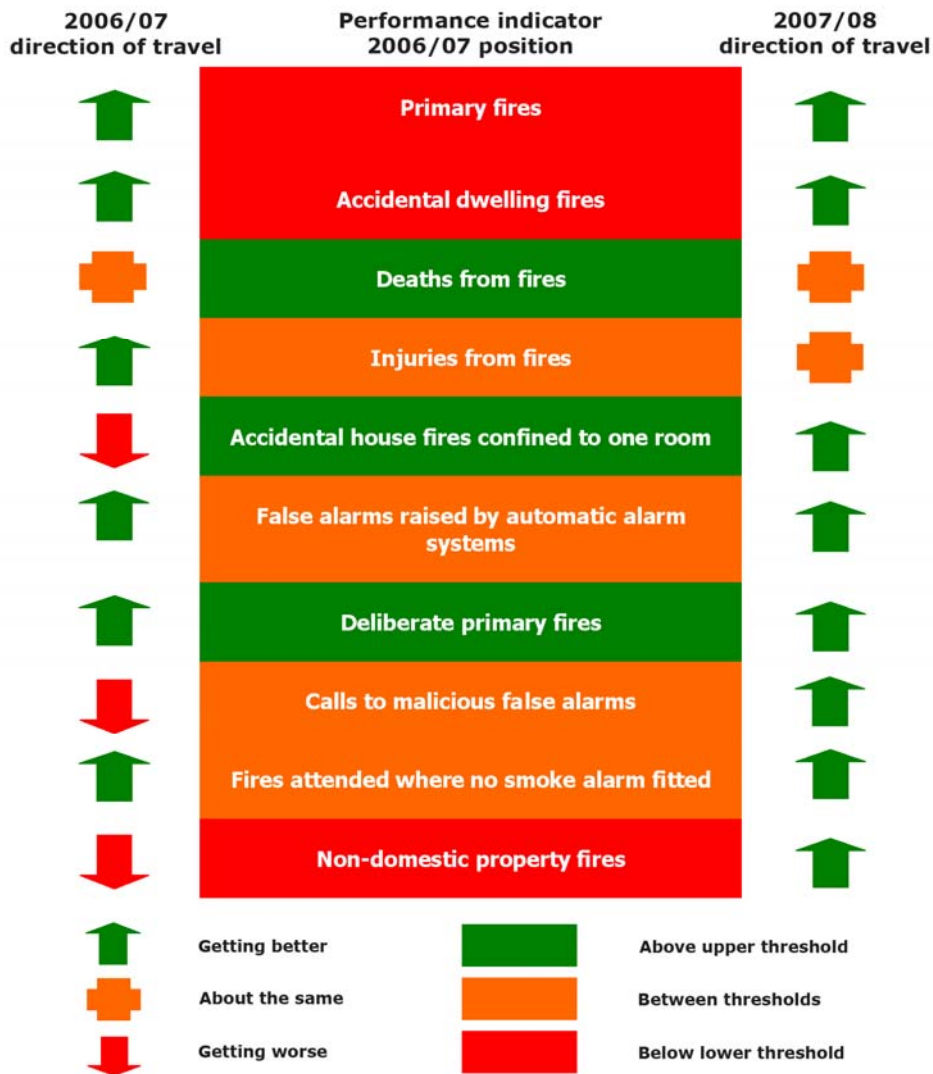 2006/07
direction of travel
Performance indicator
2006/07 position
2007/08
direction of travel
Primary fires
Accidental dwelling fires
Deaths from fires
Injuries from fires
Accidental house fires confined to one room
False alarms raised by automatic alarm
systems
Deliberate primary fires
Calls to malicious false alarms
Fires attended where no smoke alarm fitted
Non-domestic property fires
Getting better
Above upper threshold
About the same
Between thresholds
Getting worse
Below lower threshold